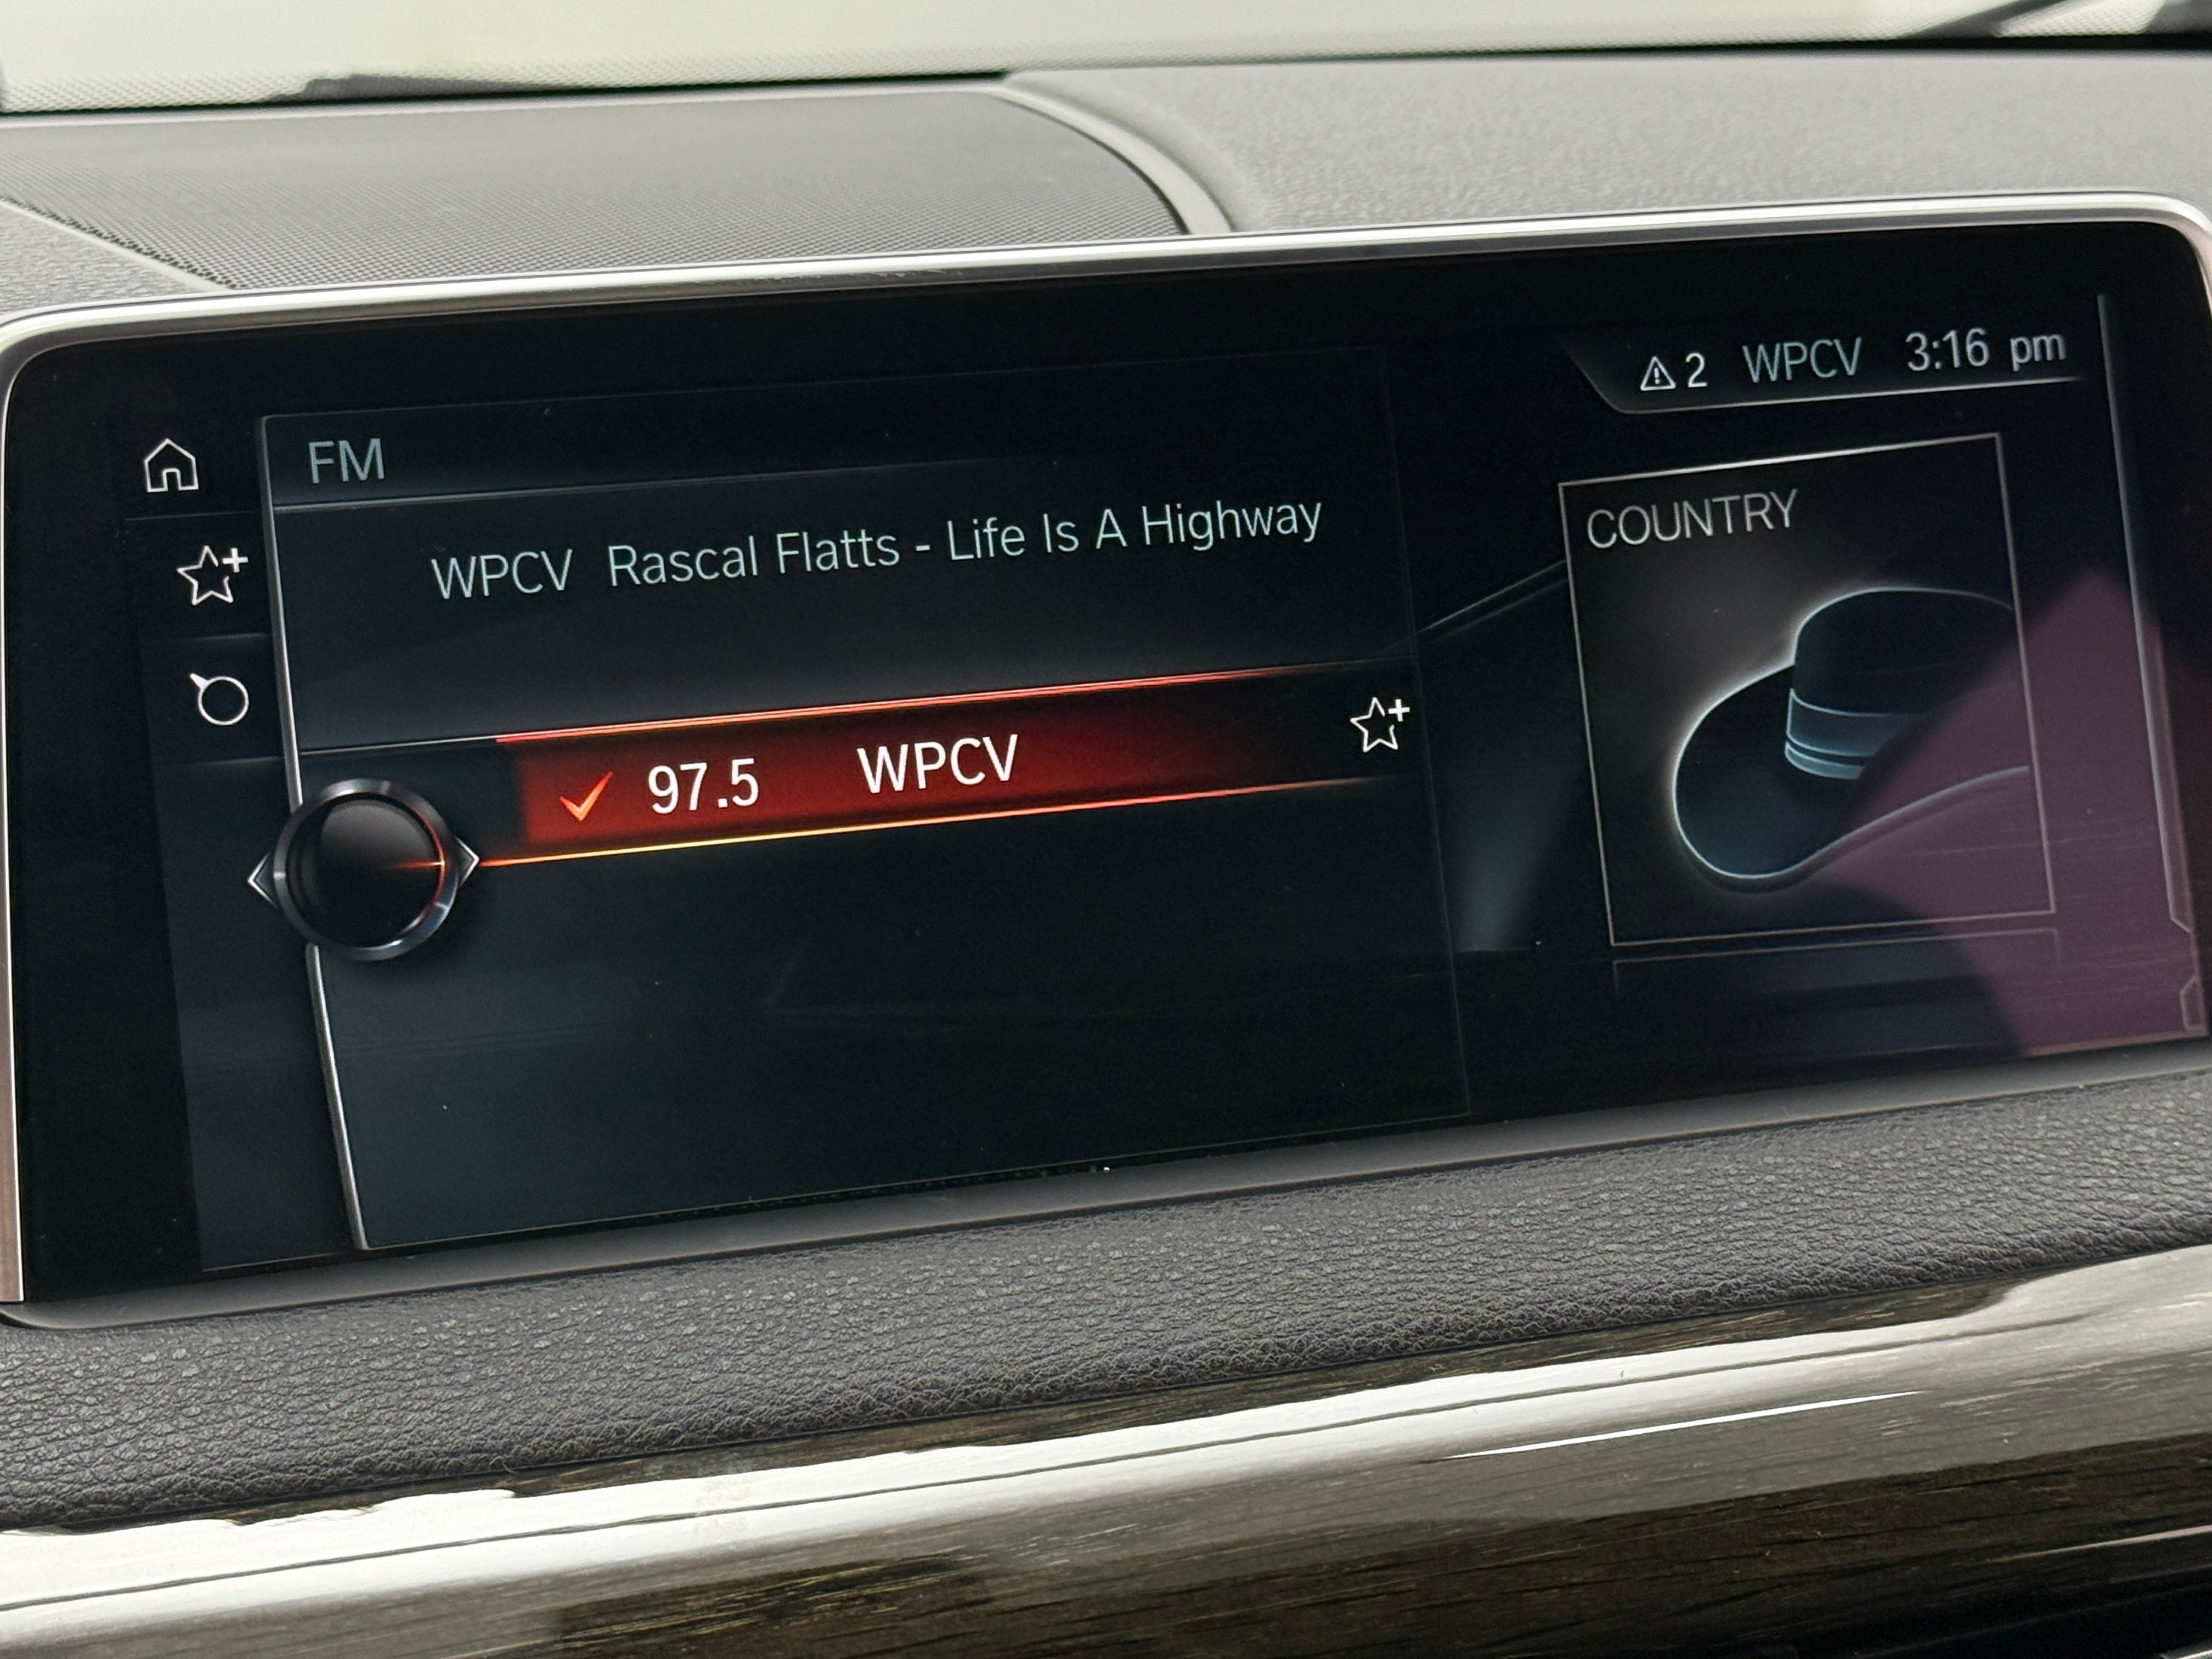 2 WPCV 3:16 pm
FM
WPCV Rascal Flatts - Life Is A Highway
97.5 WPCV
COUNTRY